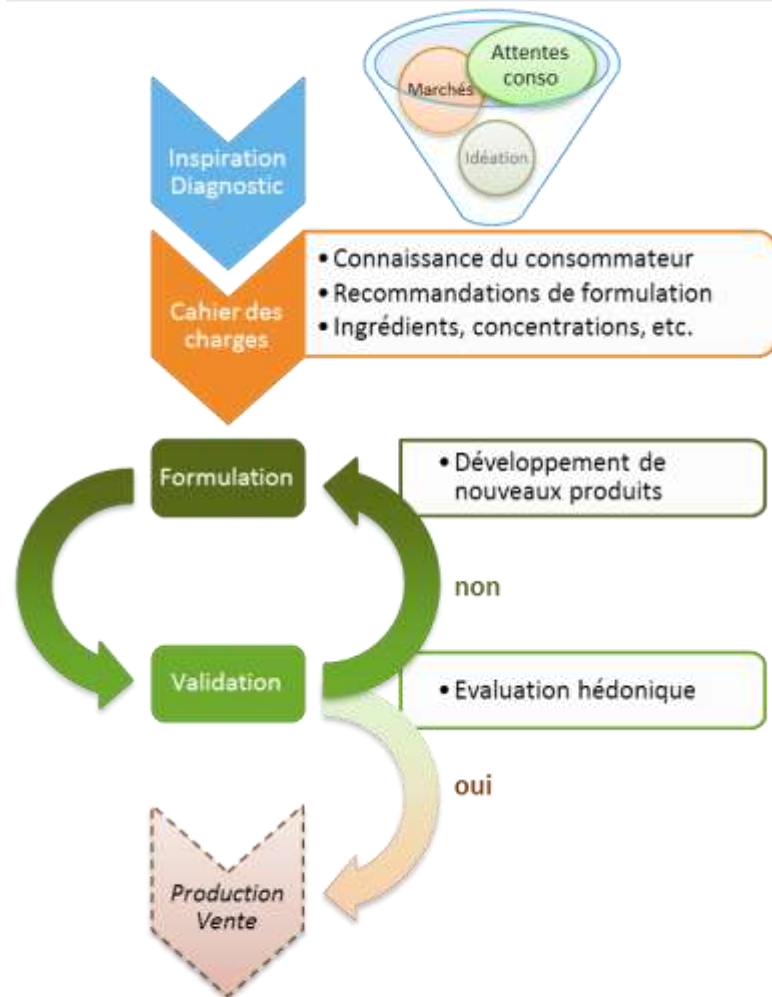 Attentes
conso
Marchés
Idéation
Inspiration
Diagnostic
• Connaissance du consommateur
• Recommandations de formulation
• Ingrédients, concentrations, etc.
Cahier des
charges
Formulation
• Développement de
nouveaux produits
non
Validation
• Evaluation hédonique
oui
Production
Vente